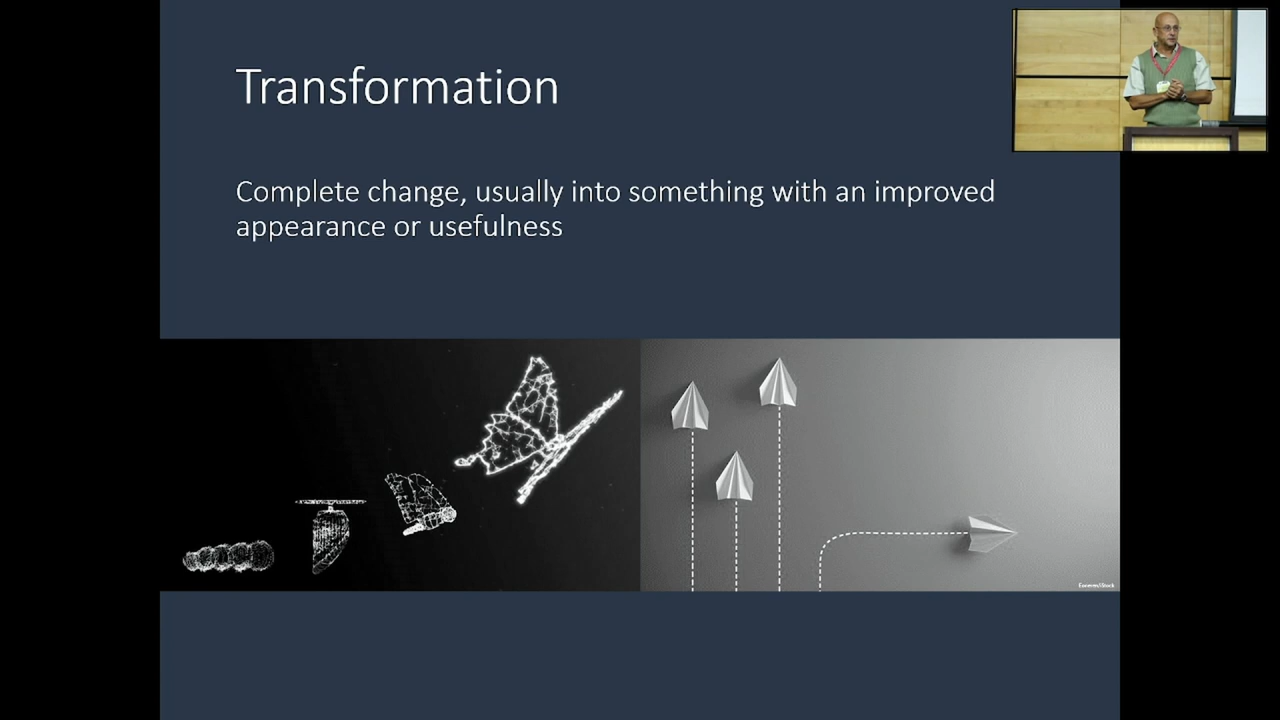 Transformation
Complete change, usually into something with an improved
appearance or usefulness